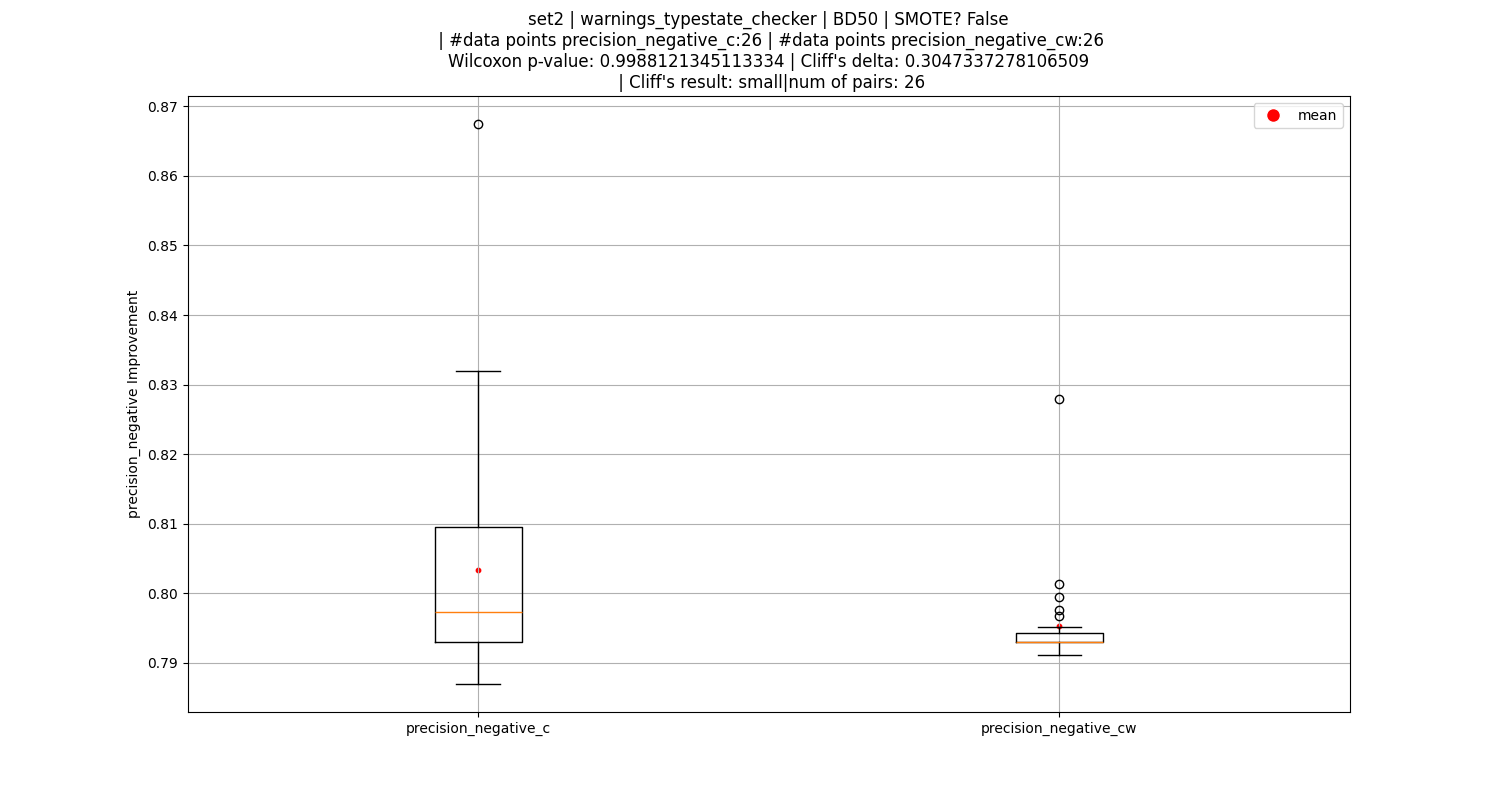 set2 | warnings_typestate_checker | BD50 | SMOTE? False
| #data points precision_negative_c:26 | #data points precision_negative_cw:26
Wilcoxon p-value: 0.9988121345113334 | Cliff's delta: 0.3047337278106509
| Cliff's result: small|num of pairs: 26
mean
0.87
0.86
0.85
0.84
0.83
0.82
0.81
0.80
0.79
precision_negative Improvement
precision_negative_c
precision_negative_cw